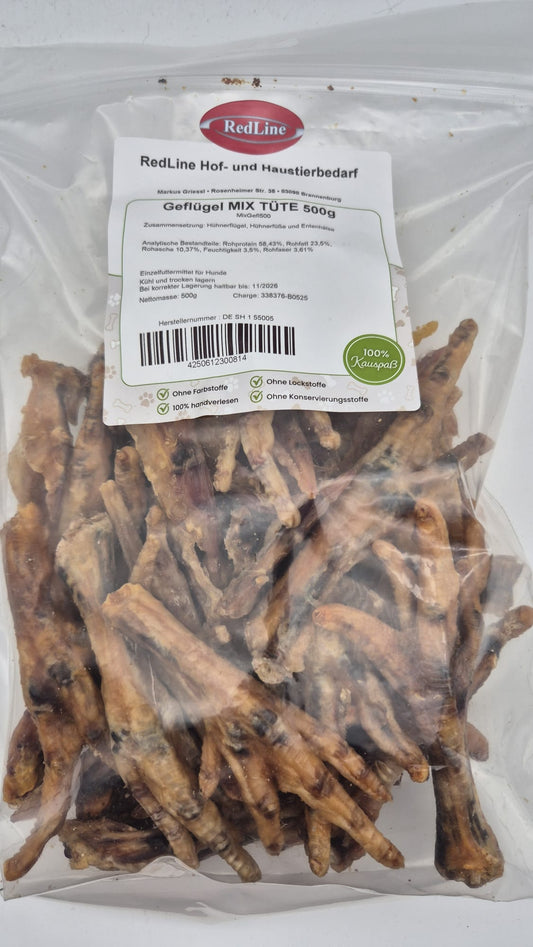 RedLine
RedLine Hof- und Haustierbedarf
Markus Griessl • Rosenheimer Str. 38 • 83098 Brannenburg
Geflügel MIX TÜTE 500g
MixGefl500
Zusammensetzung: Hühnerflügel, Hühnerfüße und Entenhälse
Analytische Bestandteile: Rohprotein 58,43%, Rohfett 23,5%,
Rohasche 10,37%, Feuchtigkeit 3,5%, Rohfaser 3,61%
Einzelfuttermittel für Hunde
Kühl und trocken lagern
Bei korrekter Lagerung haltbar bis: 11/2026
Nettomasse: 500g Charge: 338376-B0525
Herstellernummer : DE SH 1 55005
4250612300814
100%
Kauspaß
Ohne Farbstoffe Ohne Lockstoffe
100% handverlesen Ohne Konservierungsstoffe